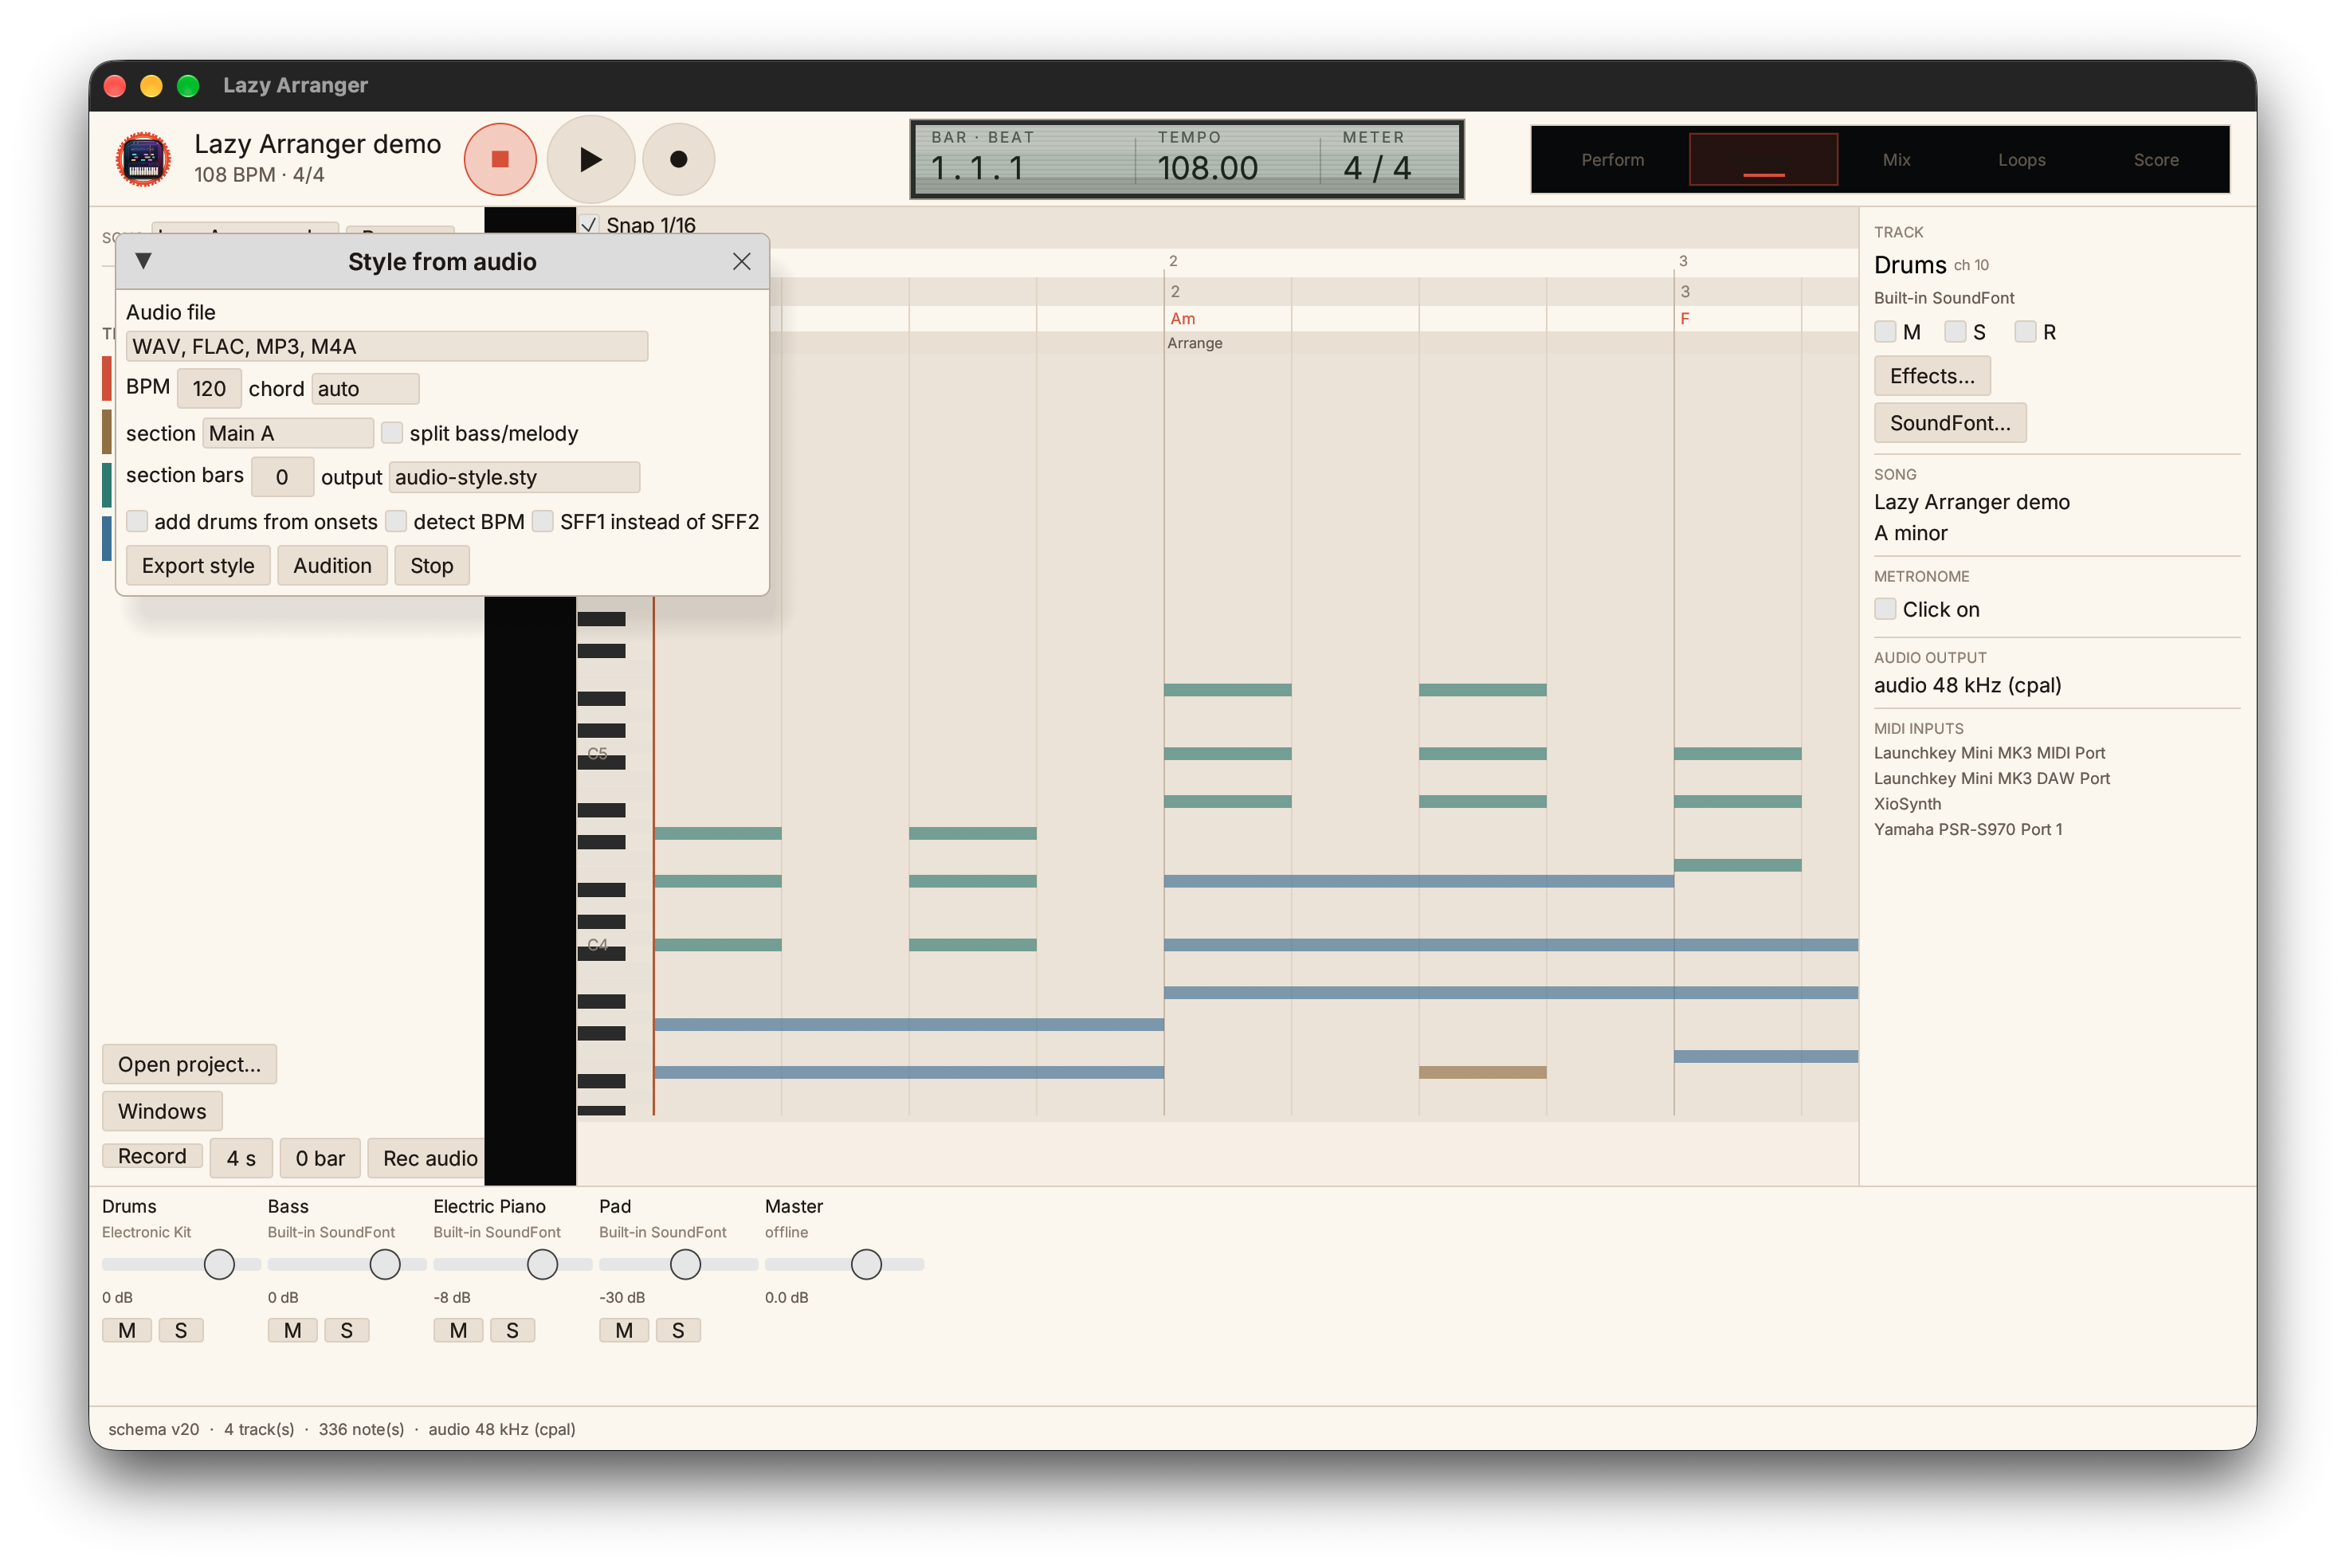 Lazy Arranger
Lazy Arranger demo
108 BPM · 4/4
BAR · BEAT
1.1.1
TEMPO
108.00
METER
4 / 4
Perform
Mix
Loops
Score
Snap 1/16
Style from audio
Audio file
WAV, FLAC, MP3, M4A
BPM 120 chord auto
section Main A split bass/melody
section bars 0 output audio-style.sty
add drums from onsets detect BPM SFF1 instead of SFF2
Export style Audition Stop
2 3
2 3
Am F
Arrange
C5
C4
Open project...
Windows
Record 4 s 0 bar Rec audio
TRACK
Drums ch 10
Built-in SoundFont
M S R
Effects...
SoundFont...
SONG
Lazy Arranger demo
A minor
METRONOME
Click on
AUDIO OUTPUT
audio 48 kHz (cpal)
MIDI INPUTS
Launchkey Mini MK3 MIDI Port
Launchkey Mini MK3 DAW Port
XioSynth
Yamaha PSR-S970 Port 1
Drums Bass Electric Piano Pad Master
Electronic Kit Built-in SoundFont Built-in SoundFont Built-in SoundFont offline
0 dB 0 dB -8 dB -30 dB 0.0 dB
M S M S M S M S
schema v20 · 4 track(s) · 336 note(s) · audio 48 kHz (cpal)